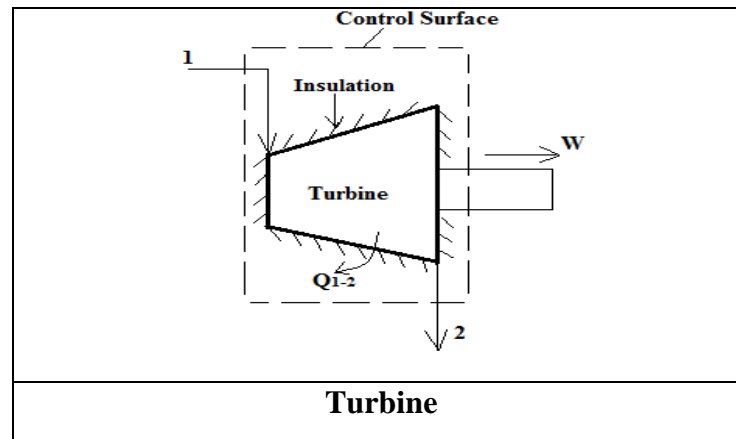 Control Surface
1
Insulation
W
Turbine
Q1-2
2
Turbine